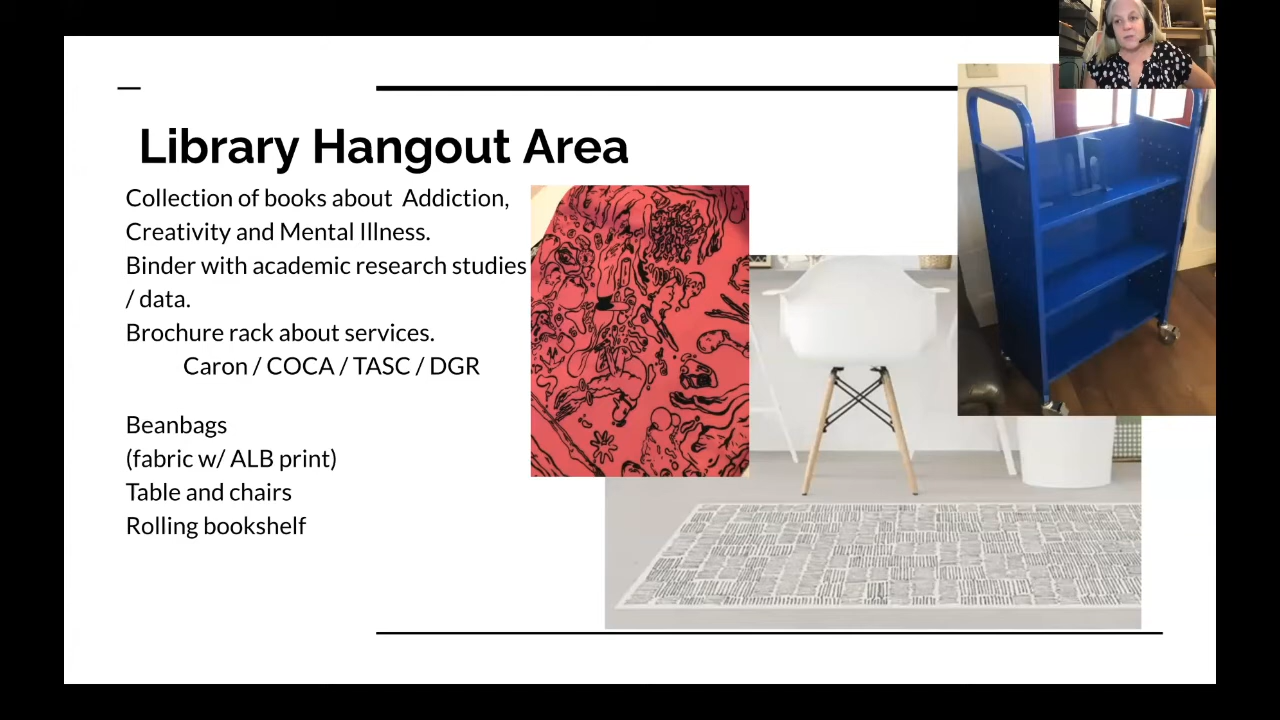 Library Hangout Area
Collection of books about Addiction,
Creativity and Mental Illness.
Binder with academic research studies
/ data.
Brochure rack about services.
Caron / COCA / TASC / DGR
Beanbags
(fabric w/ ALB print)
Table and chairs
Rolling bookshelf